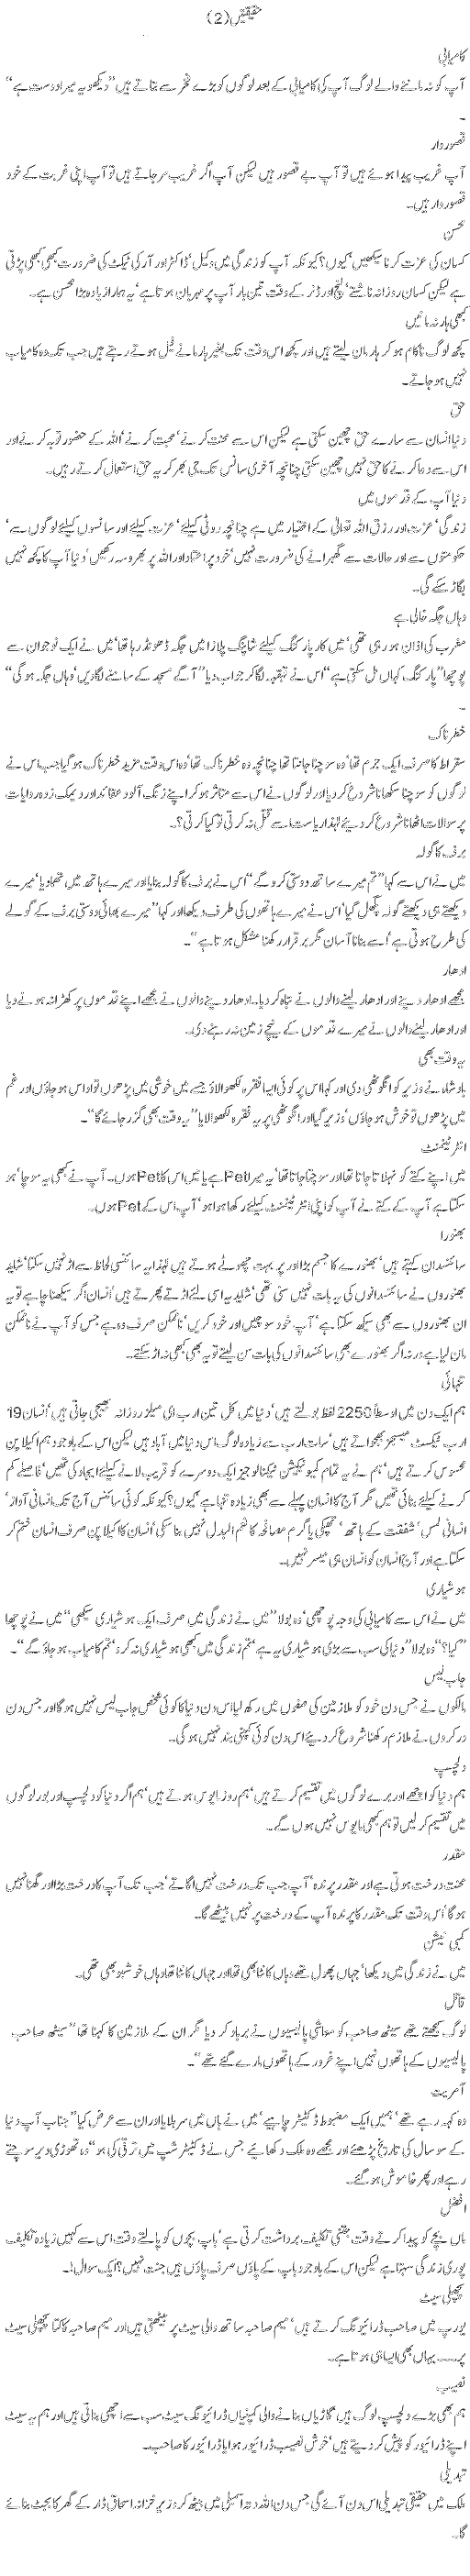 حقیقتیں (2)
کامیابی
آپ کو نہ ماننے والے لوگ آپ کی کامیابی کے بعد لوگوں کو بڑے فخر سے بتاتے ہیں ’’دیکھو یہ میرا دوست ہے‘‘
۔
قصور وار
آپ غریب پیدا ہوئے ہیں تو آپ بے قصور ہیں لیکن آپ اگر غریب مر جاتے ہیں تو آپ اپنی غربت کے خود
قصور وار ہیں۔
محسن
کسان کی عزت کرنا سیکھیں‘ کیوں؟ کیونکہ آپ کو زندگی میں وکیل‘ ڈاکٹر اور آرکی ٹیکٹ کی ضرورت کبھی کبھی پڑتی
ہے لیکن کسان روزانہ ناشتے‘ لنچ اور ڈنر کے وقت تین بار آپ پر مہربان ہوتا ہے‘ یہ ہمارا زیادہ بڑا محسن ہے۔
کبھی ہار نہ مانیں
کچھ لوگ ناکام ہو کر ہار مان لیتے ہیں اور کچھ اس وقت تک بغیر ہار مانے فیل ہوتے رہتے ہیں جب تک وہ کامیاب
نہیں ہو جاتے۔
حق
دنیا انسان سے سارے حق چھین سکتی ہے لیکن اس سے محنت کرنے‘ محبت کرنے‘ اللہ کے حضور توبہ کرنے اور
اس سے دعا کرنے کا حق نہیں چھین سکتی چنانچہ آخری سانس تک جی بھر کر یہ حق استعمال کرتے رہیں۔
دنیا آپ کے قدموں میں
زندگی‘ عزت اور رزق اللہ تعالیٰ کے اختیار میں ہے چنانچہ روٹی کیلئے‘ عزت کیلئے اور سانسوں کیلئے لوگوں سے‘
حکومتوں سے اور حالات سے گھبرانے کی ضرورت نہیں‘ خود پر اعتماد اور اللہ پر بھروسہ رکھیں‘ دنیا آپ کا کچھ نہیں
بگاڑ سکے گی۔
وہاں جگہ خالی ہے
مغرب کی اذان ہو رہی تھی‘ میں کار پارکنگ کیلئے شاپنگ پلازا میں جگہ ڈھونڈ رہا تھا‘ میں نے ایک نوجوان سے
پوچھا ’’پارکنگ کہاں مل سکتی ہے‘‘ اس نے قہقہہ لگا کر جواب دیا ’’آگے مسجد کے سامنے لگا دیں‘ وہاں جگہ ہو گی‘‘
۔
خطرناک
سقراط کا صرف ایک جرم تھا‘ وہ سوچنا جانتا تھا چنانچہ وہ خطرناک تھا‘ وہ اس وقت مزید خطرناک ہو گیا جب اس نے
لوگوں کو سوچنا سکھانا شروع کر دیا اور لوگوں نے اس سے متاثر ہو کر اپنے زنگ آلود عقائد اور دیمک زدہ روایات
پر سوالات اٹھانا شروع کر دیئے لہٰذا ریاست اسے قتل نہ کرتی تو کیا کرتی؟۔
برف کا گولہ
میں نے اس سے کہا ’’تم میرے ساتھ دوستی کرو گے‘‘ اس نے برف کا گولہ بنایا اور میرے ہاتھ میں تھما دیا‘ میرے
دیکھتے ہی دیکھتے گولہ پگھل گیا‘ اس نے میرے ہاتھوں کی طرف دیکھا اور کہا ’’میرے بھائی دوستی برف کے گولے
کی طرح ہوتی ہے‘ اسے بنانا آسان مگر برقرار رکھنا مشکل ہوتا ہے‘‘۔
ادھار
مجھے ادھار دینے اور ادھار لینے والوں نے تباہ کر دیا۔ ادھار دینے والوں نے مجھے اپنے قدموں پر کھڑا نہ ہونے دیا
اور ادھار لینے والوں نے میرے قدموں کے نیچے زمین نہ رہنے دی۔
یہ وقت بھی
بادشاہ نے وزیر کو انگوٹھی دی اور کہا اس پر کوئی ایسا فقرہ لکھوا لاؤ جسے میں خوشی میں پڑھوں تو اداس ہو جاؤں اور غم
میں پڑھوں تو خوش ہو جاؤں‘ وزیر گیا اور انگوٹھی پر یہ فقرہ لکھوا لایا ’’یہ وقت بھی گزر جائے گا‘‘۔
انٹرٹینمنٹ
میں اپنے کتے کو نہلاتا جاتا تھا اور سوچتا جاتا تھا‘ یہ میرا Pet ہے یا میں اس کا Pet ہوں۔ آپ نے کبھی یہ سوچا‘ ہو
سکتا ہے آپ کے کتے نے آپ کو اپنی انٹرٹینمنٹ کیلئے رکھا ہوا ہو‘ آپ اس کے Pet ہوں۔
بھنورا
سائنسدان کہتے ہیں‘ بھنورے کا جسم بڑا اور پر بہت چھوٹے ہوتے ہیں لہٰذا یہ سائنسی لحاظ سے اڑ نہیں سکتا‘ شاید
بھنوروں نے سائنسدانوں کی یہ بات نہیں سنی تھی‘ شاید یہ اسی لئے اڑتے پھرتے ہیں‘ انسان اگر سیکھنا چاہے تو یہ
ان بھنوروں سے بھی سیکھ سکتا ہے‘ آپ خود سوچیں اور خود کریں‘ ناممکن صرف وہ ہے جس کو آپ نے ناممکن
مان لیا ہے ورنہ اگر بھنورے بھی سائنسدانوں کی بات سن لیتے تو یہ بھی کبھی نہ اڑ سکتے۔
تنہائی
ہم ایک دن میں اوسطاً 2250 لفظ بولتے ہیں‘ دنیا میں کل تین ارب ای میلز روزانہ بھیجی جاتی ہیں‘ انسان 19
ارب ٹیکسٹ میسجز بھجواتے ہیں‘ سات ارب سے زیادہ لوگ اس دنیا میں آباد ہیں لیکن اس کے باوجود ہم اکیلا پن
محسوس کرتے ہیں‘ ہم نے یہ تمام کمیونیکیشن ٹیکنالوجیز ایک دوسرے کو قریب لانے کیلئے ایجاد کی تھیں‘ فاصلے کم
کرنے کیلئے بنائی تھیں مگر آج کا انسان پہلے سے بھی زیادہ تنہا ہے‘ کیوں؟ کیونکہ کوئی سائنس آج تک انسانی آواز‘
انسانی لمس‘ شفقت کے ہاتھ‘ تھپکی یا گرم مصافحہ کا نعم البدل نہیں بنا سکی‘ انسان کا اکیلا پن صرف انسان ختم کر
سکتا ہے اور آج انسان کو انسان ہی میسر نہیں۔
ہوشیاری
میں نے اس سے کامیابی کی وجہ پوچھی‘ وہ بولا ’’میں نے زندگی میں صرف ایک ہوشیاری سیکھی‘‘ میں نے پوچھا
’’کیا؟‘‘ وہ بولا ’’دنیا کی سب سے بڑی ہوشیاری یہ ہے‘ تم زندگی میں کبھی ہوشیاری نہ کرو‘ تم کامیاب ہو جاؤ گے‘‘۔
جاب لیس
مالکوں نے جس دن خود کو ملازمین کی صفوں میں رکھ لیا اس دن دنیا کا کوئی شخص جاب لیس نہیں ہو گا اور جس دن
ورکروں نے ملازم رکھنا شروع کر دیئے اس دن کوئی کمپنی بند نہیں ہو گی۔
دلچسپ
ہم دنیا کو اچھے اور برے لوگوں میں تقسیم کرتے ہیں‘ ہم روز مایوس ہوتے ہیں‘ ہم اگر دنیا کو دلچسپ اور بور لوگوں
میں تقسیم کر لیں تو ہم کبھی مایوس نہیں ہوں گے۔
مقدر
محنت درخت ہوتی ہے اور مقدر پرندہ‘ آپ جب تک درخت نہیں اگاتے‘ جب تک آپ کا درخت بڑا اور گھنا نہیں
ہو گا‘ اس وقت تک مقدر کا پرندہ آپ کے درخت پر نہیں بیٹھے گا۔
کمبی نیشن
میں نے زندگی میں دیکھا‘ جہاں پھول تھے وہاں کانٹا بھی تھا اور جہاں کانٹا تھا وہاں خوشبو بھی تھی۔
قاتل
لوگ سمجھتے تھے سیٹھ صاحب کو معاشی پالیسیوں نے برباد کر دیا مگر ان کے ملازمین کا کہنا تھا ’’سیٹھ صاحب
پالیسیوں کے ہاتھوں نہیں اپنے غرور کے ہاتھوں مارے گئے تھے‘‘۔
آمریت
وہ کہہ رہے تھے‘ ہمیں ایک مضبوط ڈکٹیٹر چاہیے‘ میں نے ہاں میں سر ہلایا اور ان سے عرض کیا ’’جناب آپ دنیا
کے سو سال کی تاریخ پڑھئے اور مجھے وہ ملک دکھایئے جس نے ڈکٹیٹر شپ میں ترقی کی ہو‘‘ وہ تھوڑی دیر سوچتے
رہے اور پھر خاموش ہو گئے۔
افضل
ماں بچے کو پیدا کرتے وقت جتنی تکلیف برداشت کرتی ہے‘ باپ بچوں کو پالتے وقت اس سے کہیں زیادہ تکلیف
پوری زندگی سہتا ہے لیکن اس کے باوجود باپ کے پاؤں صرف پاؤں ہیں جنت نہیں؟ ایک سوال!۔
پچھلی سیٹ
یورپ میں صاحب ڈرائیونگ کرتے ہیں‘ میم صاحبہ ساتھ والی سیٹ پر بیٹھتی ہیں اور میم صاحبہ کا کتا پچھلی سیٹ
پر۔۔۔۔ یہاں بھی ایسا ہی ہوتا ہے۔
نصیب
ہم بھی بڑے دلچسپ لوگ ہیں‘ گاڑیاں بنانے والی کمپنیاں ڈرائیونگ سیٹ سب سے اچھی بناتی ہیں اور ہم یہ سیٹ
اپنے ڈرائیور کو پیش کر دیتے ہیں‘ خوش نصیب ڈرائیور ہوا یا ڈرائیور کا صاحب۔
تبدیلی
ملک میں حقیقی تبدیلی اس دن آئے گی جس دن اللہ دتہ اسمبلی میں بیٹھ کر وزیر خزانہ اسحاق ڈار کے گھر کا بجٹ بنائے
گا۔